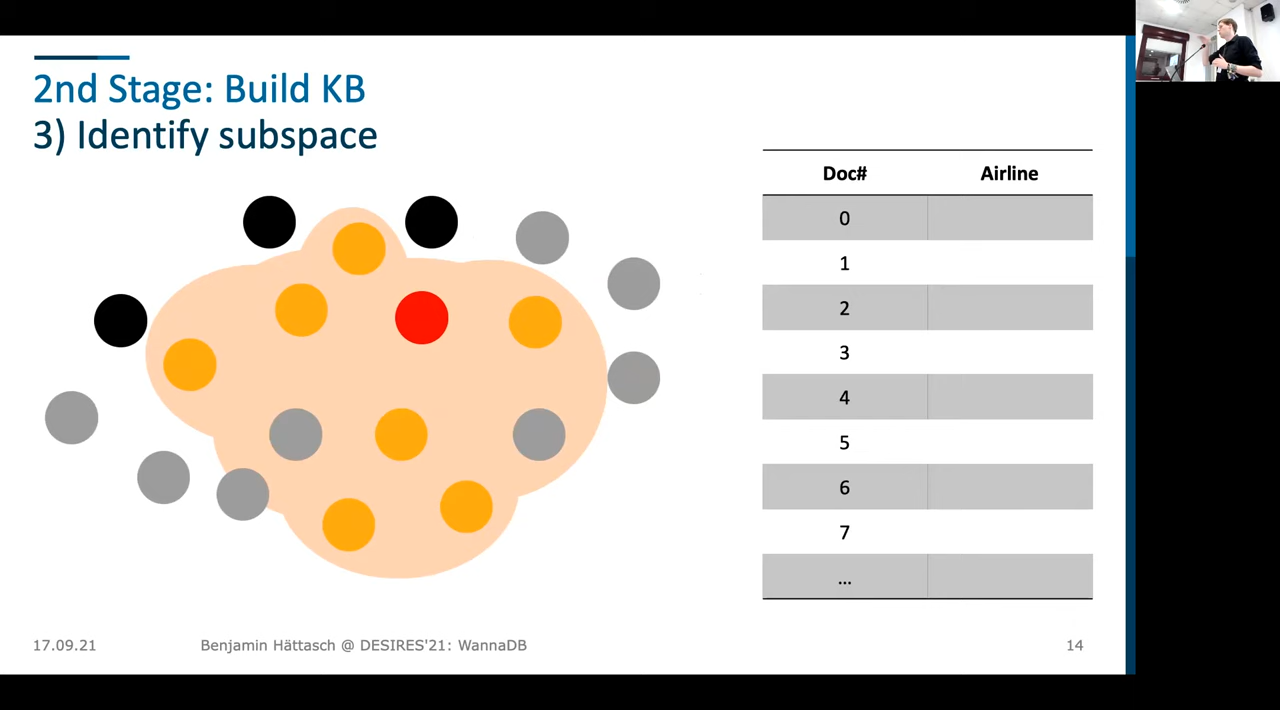 2nd Stage: Build KB
3) Identify subspace
Doc# Airline
0
1
2
3
4
5
6
7
...
17.09.21 Benjamin Hättasch @ DESIRES'21: WannaDB 14